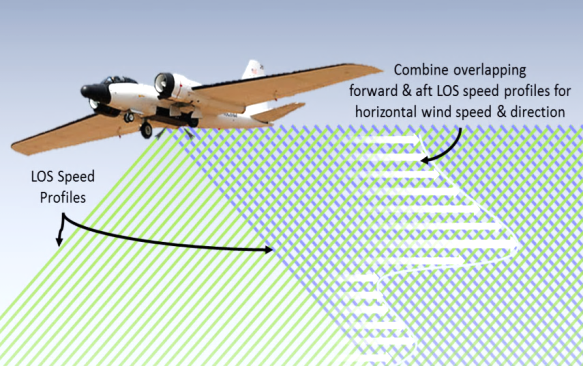 Combine overlapping
forward & aft LOS speed profiles for
horizontal wind speed & direction
LOS Speed
Profiles